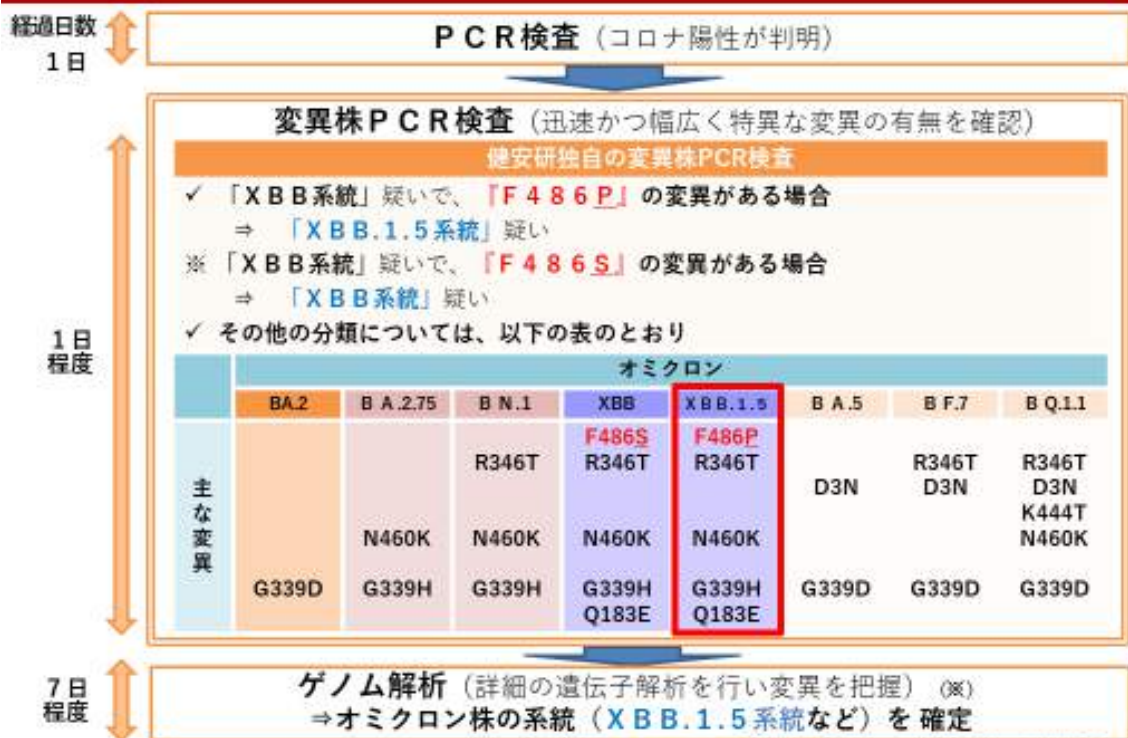 経過日数
1日
PCR検査（コロナ陽性が判明）
変異株PCR検査（迅速かつ幅広く特異な変異の有無を確認）
健安研独自の変異株PCR検査
✓ 「XBB系統」疑いで、『F486P』の変異がある場合
⇒ 「XBB.1.5系統」疑い
※ 「XBB系統」疑いで、『F486S』の変異がある場合
⇒ 「XBB系統」疑い
✓ その他の分類については、以下の表のとおり
1日
程度
オミクロン
BA.2 BA.2.75 BN.1 XBB XBB.1.5 BA.5 BF.7 BQ.1.1
主な変異
F486S F486P
R346T R346T R346T R346T R346T
D3N D3N D3N
K444T
N460K N460K N460K N460K N460K
G339D G339H G339H G339H G339H G339D G339D G339D
Q183E Q183E
7日
程度
ゲノム解析（詳細の遺伝子解析を行い変異を把握）（※）
⇒オミクロン株の系統（XBB.1.5系統など）を 確定